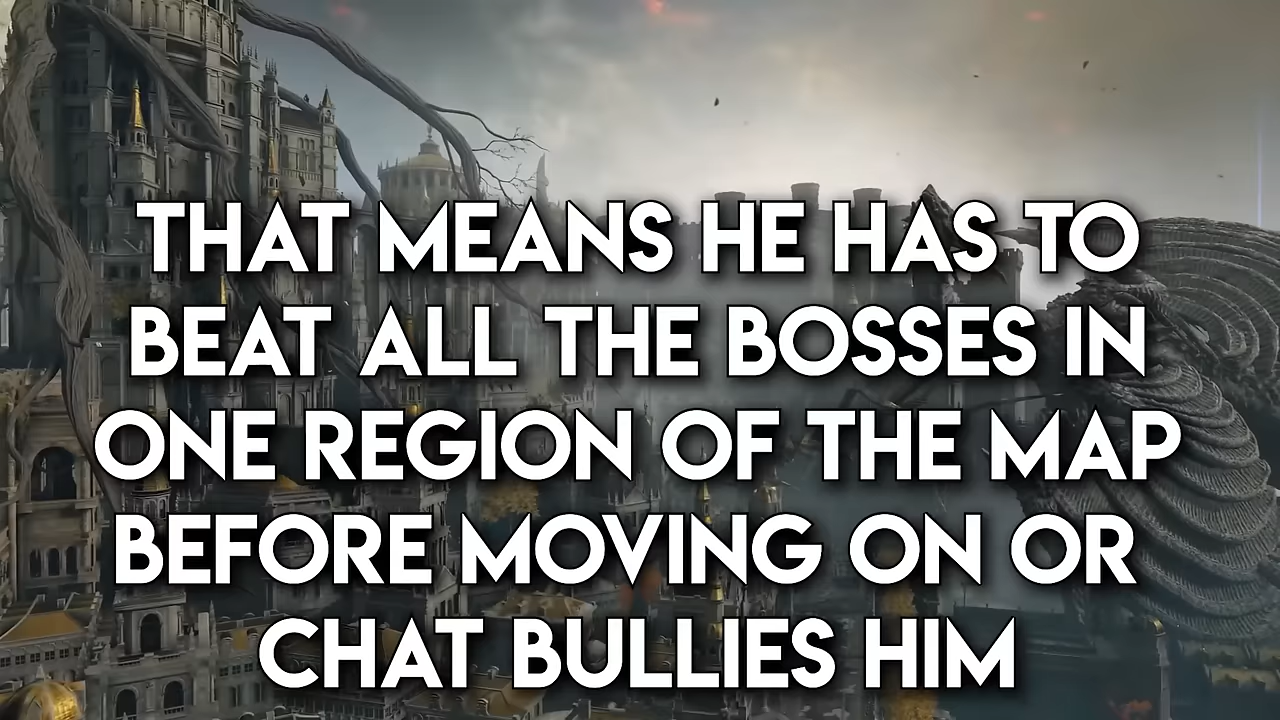 THAT MEANS HE HAS TO
BEAT ALL THE BOSSES IN
ONE REGION OF THE MAP
BEFORE MOVING ON OR
CHAT BULLIES HIM